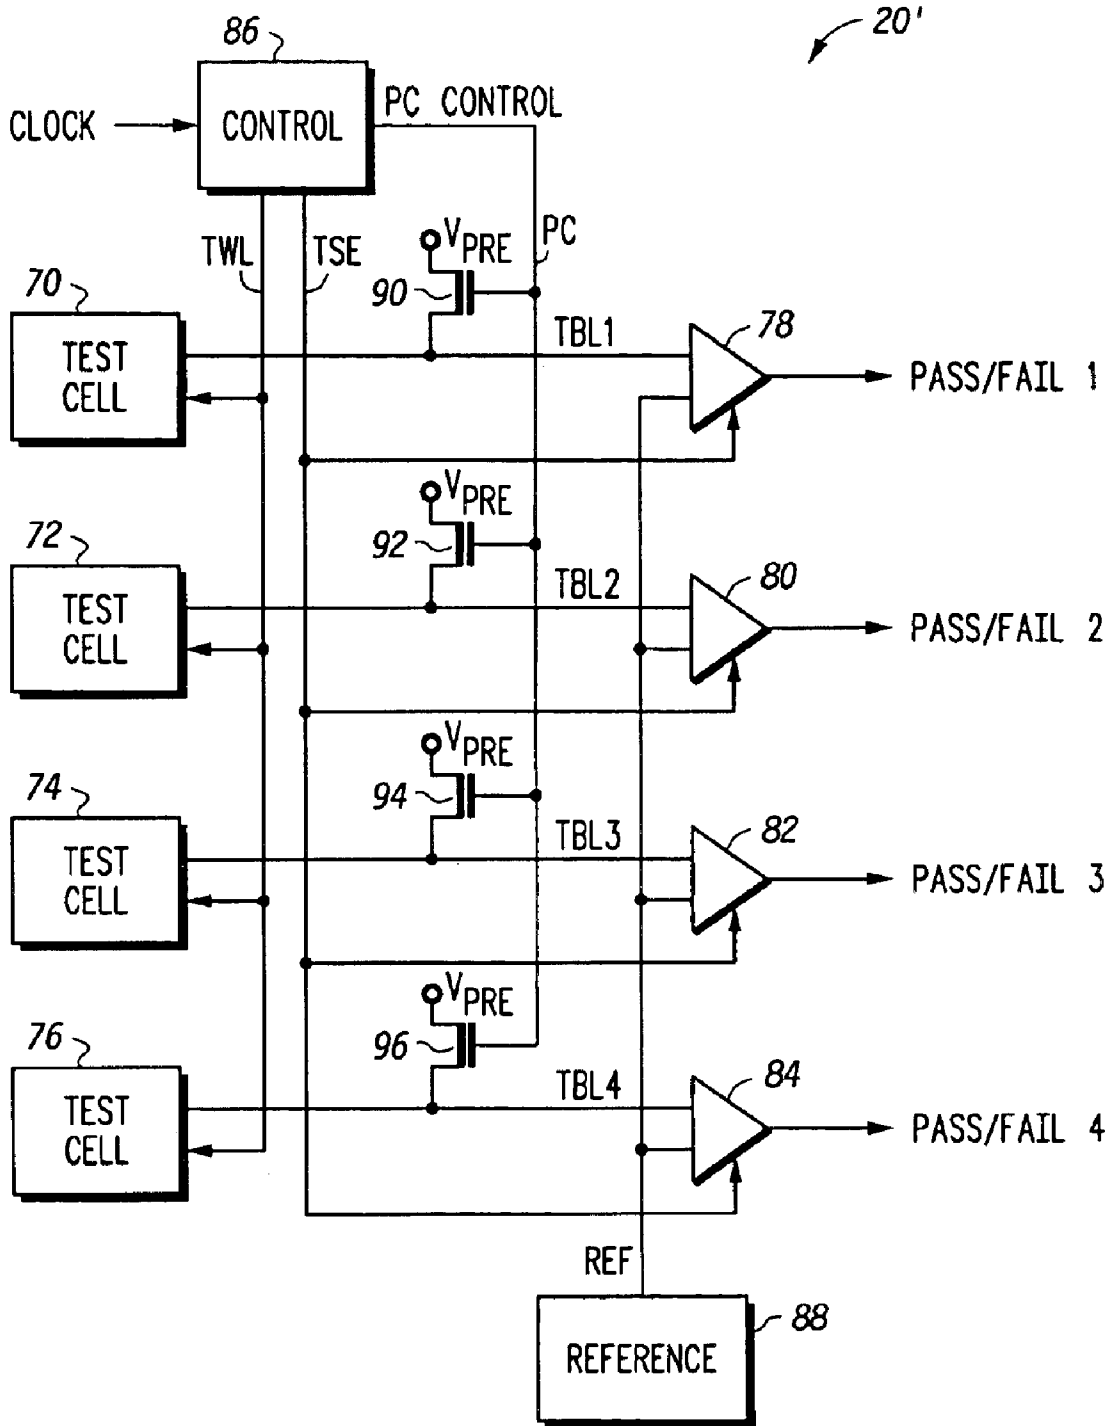 20'
86
CLOCK
CONTROL
PC CONTROL
TWL
TSE
VPRE
PC
70
90
TEST
CELL
TBL1
78
PASS/FAIL 1
VPRE
72
92
TEST
CELL
TBL2
80
PASS/FAIL 2
VPRE
74
94
TEST
CELL
TBL3
82
PASS/FAIL 3
VPRE
76
96
TEST
CELL
TBL4
84
PASS/FAIL 4
REF
REFERENCE
88